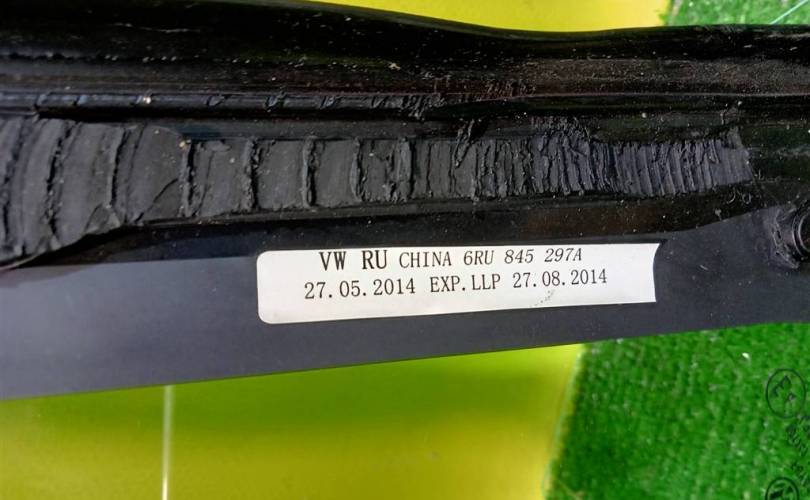 VW RU CHINA 6RU 845 297A
27.05.2014 EXP.LLP 27.08.2014